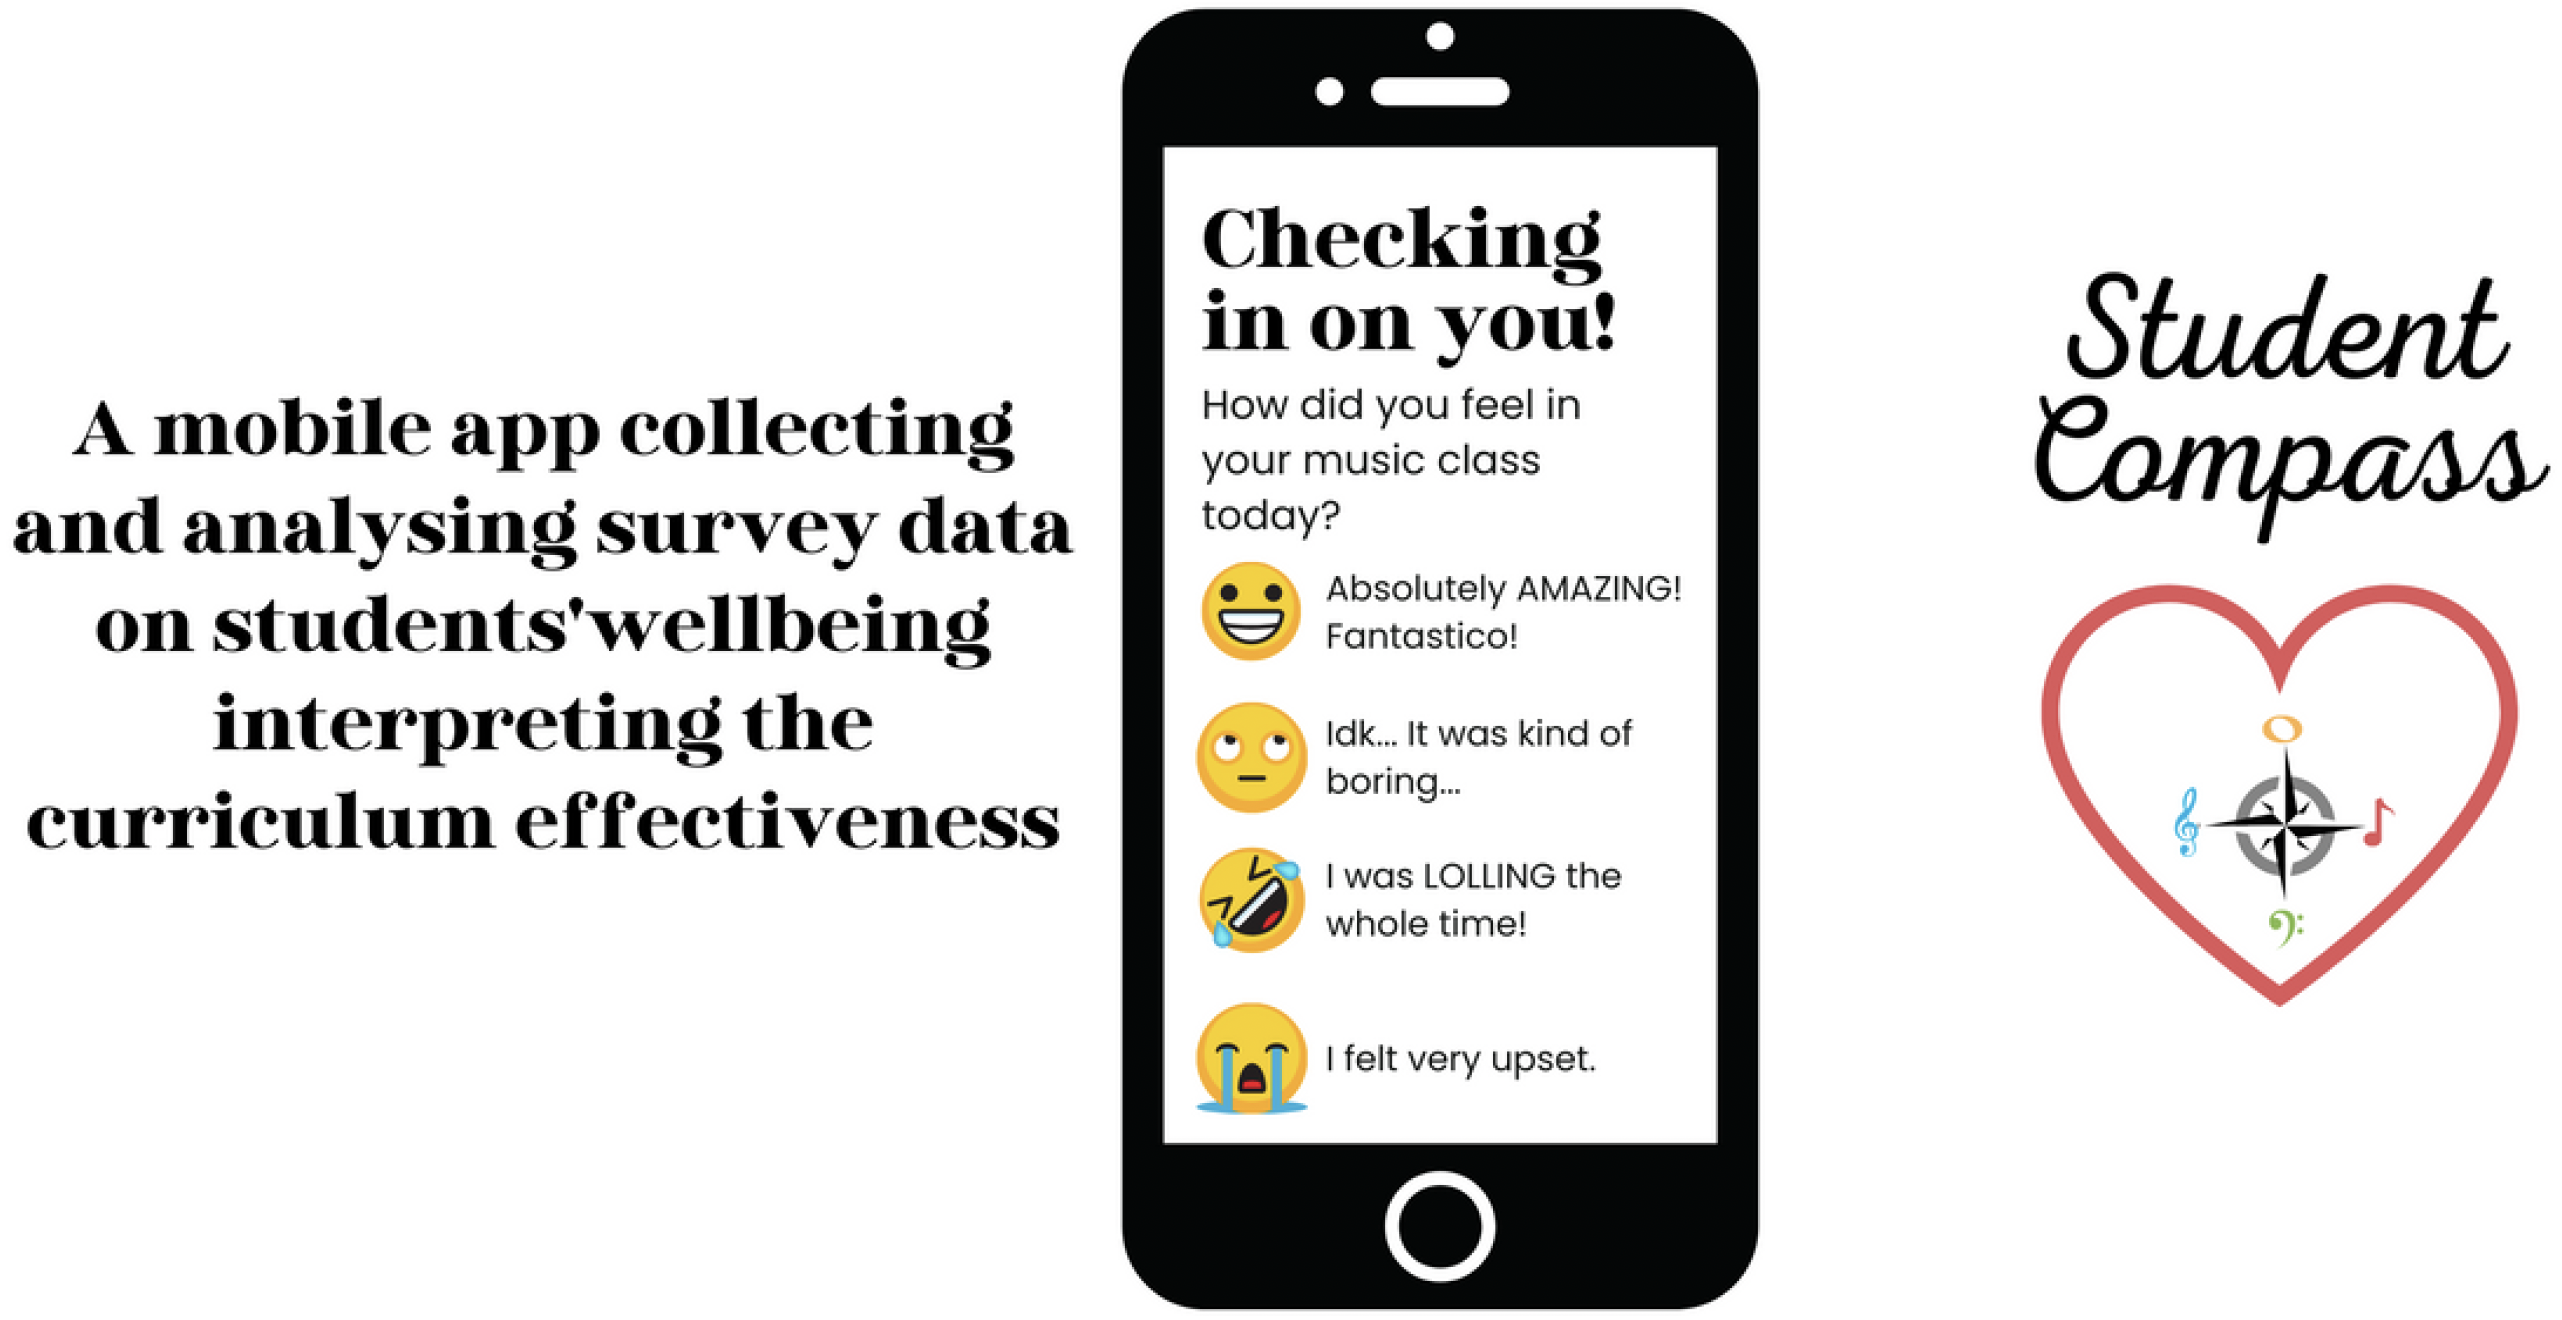 A mobile app collecting
and analysing survey data
on students'wellbeing
interpreting the
curriculum effectiveness
Checking
in on you!
How did you feel in
your music class
today?
Absolutely AMAZING!
Fantastico!
Idk... It was kind of
boring...
I was LOLLING the
whole time!
I felt very upset.
Student
Compass